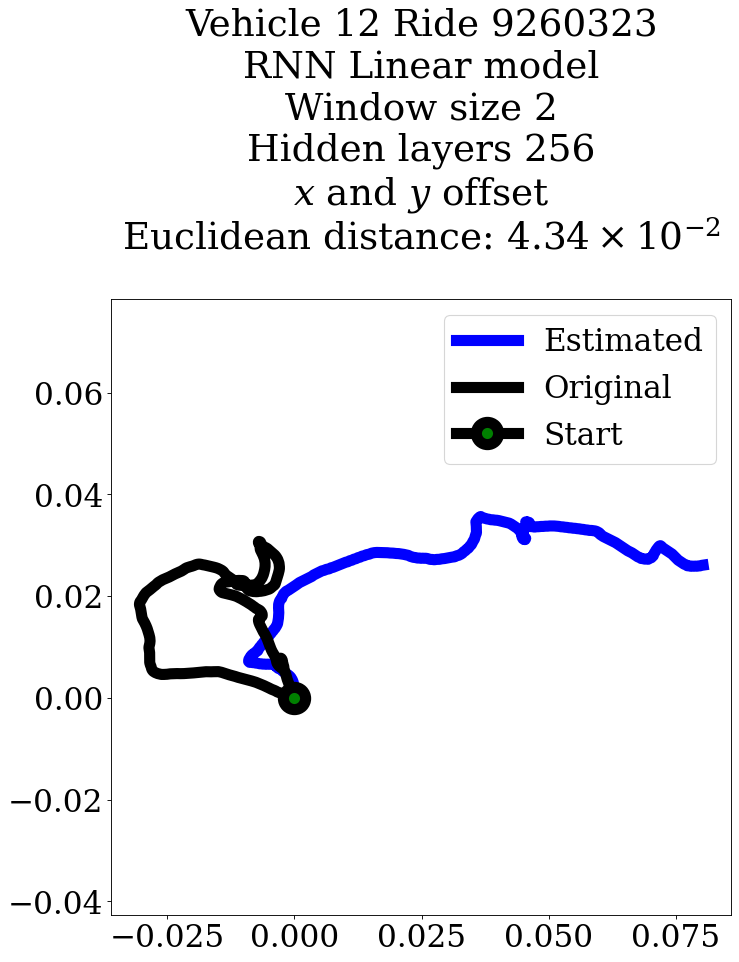 Vehicle 12 Ride 9260323
RNN Linear model
Window size 2
Hidden layers 256
x and y offset
Euclidean distance: 4.34 × 10⁻²
Estimated
Original
Start
0.06
0.04
0.02
0.00
−0.02
−0.04
−0.025 0.000 0.025 0.050 0.075